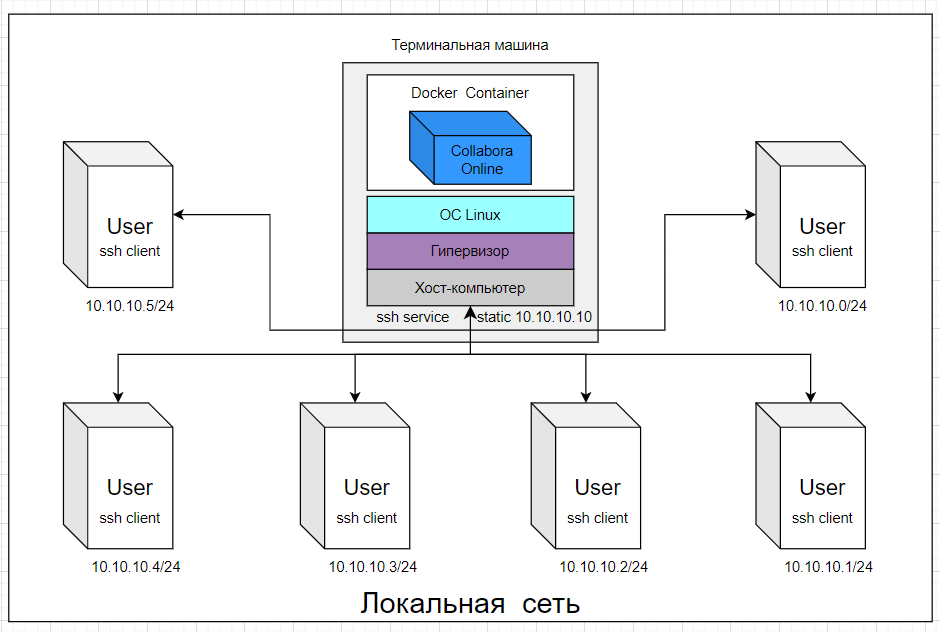 Терминальная машина
Docker Container
Collabora
Online
ОС Linux
Гипервизор
Хост-компьютер
ssh service
static 10.10.10.10
User
ssh client
10.10.10.5/24
User
ssh client
10.10.10.0/24
User
ssh client
10.10.10.4/24
User
ssh client
10.10.10.3/24
User
ssh client
10.10.10.2/24
User
ssh client
10.10.10.1/24
Локальная сеть